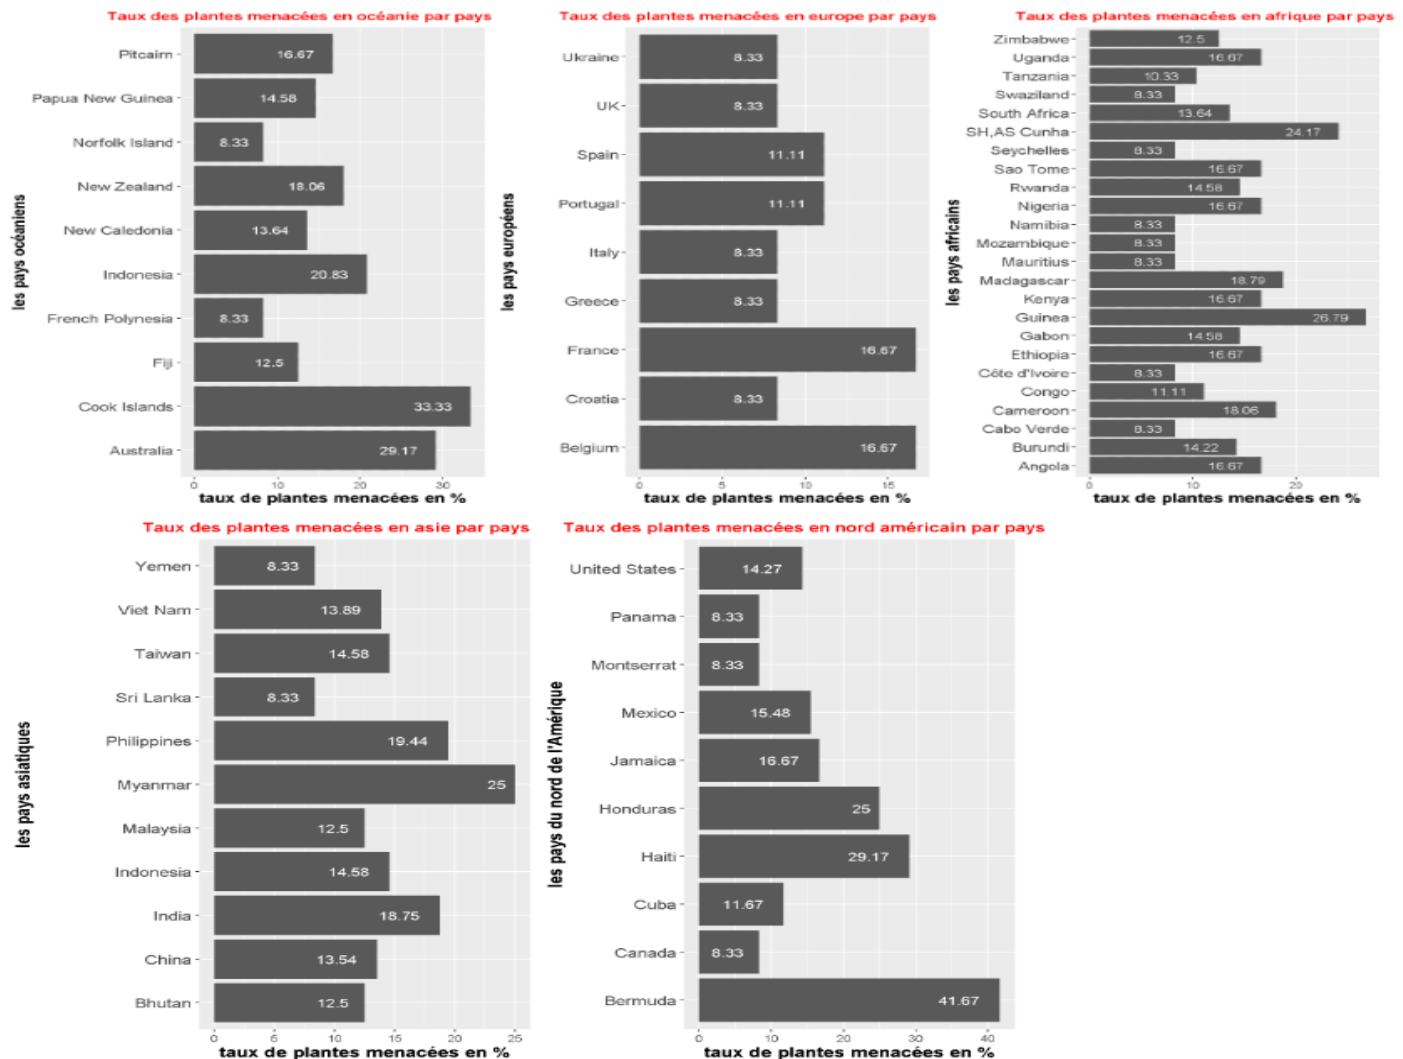 Taux des plantes menacées en océanie par pays
les pays océaniens
Pitcairn 16.67
Papua New Guinea 14.58
Norfolk Island 8.33
New Zealand 18.06
New Caledonia 13.64
Indonesia 20.83
French Polynesia 8.33
Fiji 12.5
Cook Islands 33.33
Australia 29.17
0 10 20 30
taux de plantes menacées en %
Taux des plantes menacées en europe par pays
les pays européens
Ukraine 8.33
UK 8.33
Spain 11.11
Portugal 11.11
Italy 8.33
Greece 8.33
France 16.67
Croatia 8.33
Belgium 16.67
0 5 10 15
taux de plantes menacées en %
Taux des plantes menacées en afrique par pays
les pays africains
Zimbabwe 12.5
Uganda 16.67
Tanzania 10.33
Swaziland 8.33
South Africa 13.64
SH,AS Cunha 24.17
Seychelles 8.33
Sao Tome 16.67
Rwanda 14.58
Nigeria 16.67
Namibia 8.33
Mozambique 8.33
Mauritius 8.33
Madagascar 18.79
Kenya 16.67
Guinea 26.79
Gabon 14.58
Ethiopia 16.67
Côte d'Ivoire 8.33
Congo 11.11
Cameroon 18.06
Cabo Verde 8.33
Burundi 14.22
Angola 16.67
0 10 20
taux de plantes menacées en %
Taux des plantes menacées en asie par pays
les pays asiatiques
Yemen 8.33
Viet Nam 13.89
Taiwan 14.58
Sri Lanka 8.33
Philippines 19.44
Myanmar 25
Malaysia 12.5
Indonesia 14.58
India 18.75
China 13.54
Bhutan 12.5
0 5 10 15 20 25
taux de plantes menacées en %
Taux des plantes menacées en nord américain par pays
les pays du nord de l'Amérique
United States 14.27
Panama 8.33
Montserrat 8.33
Mexico 15.48
Jamaica 16.67
Honduras 25
Haiti 29.17
Cuba 11.67
Canada 8.33
Bermuda 41.67
0 10 20 30 40
taux de plantes menacées en %